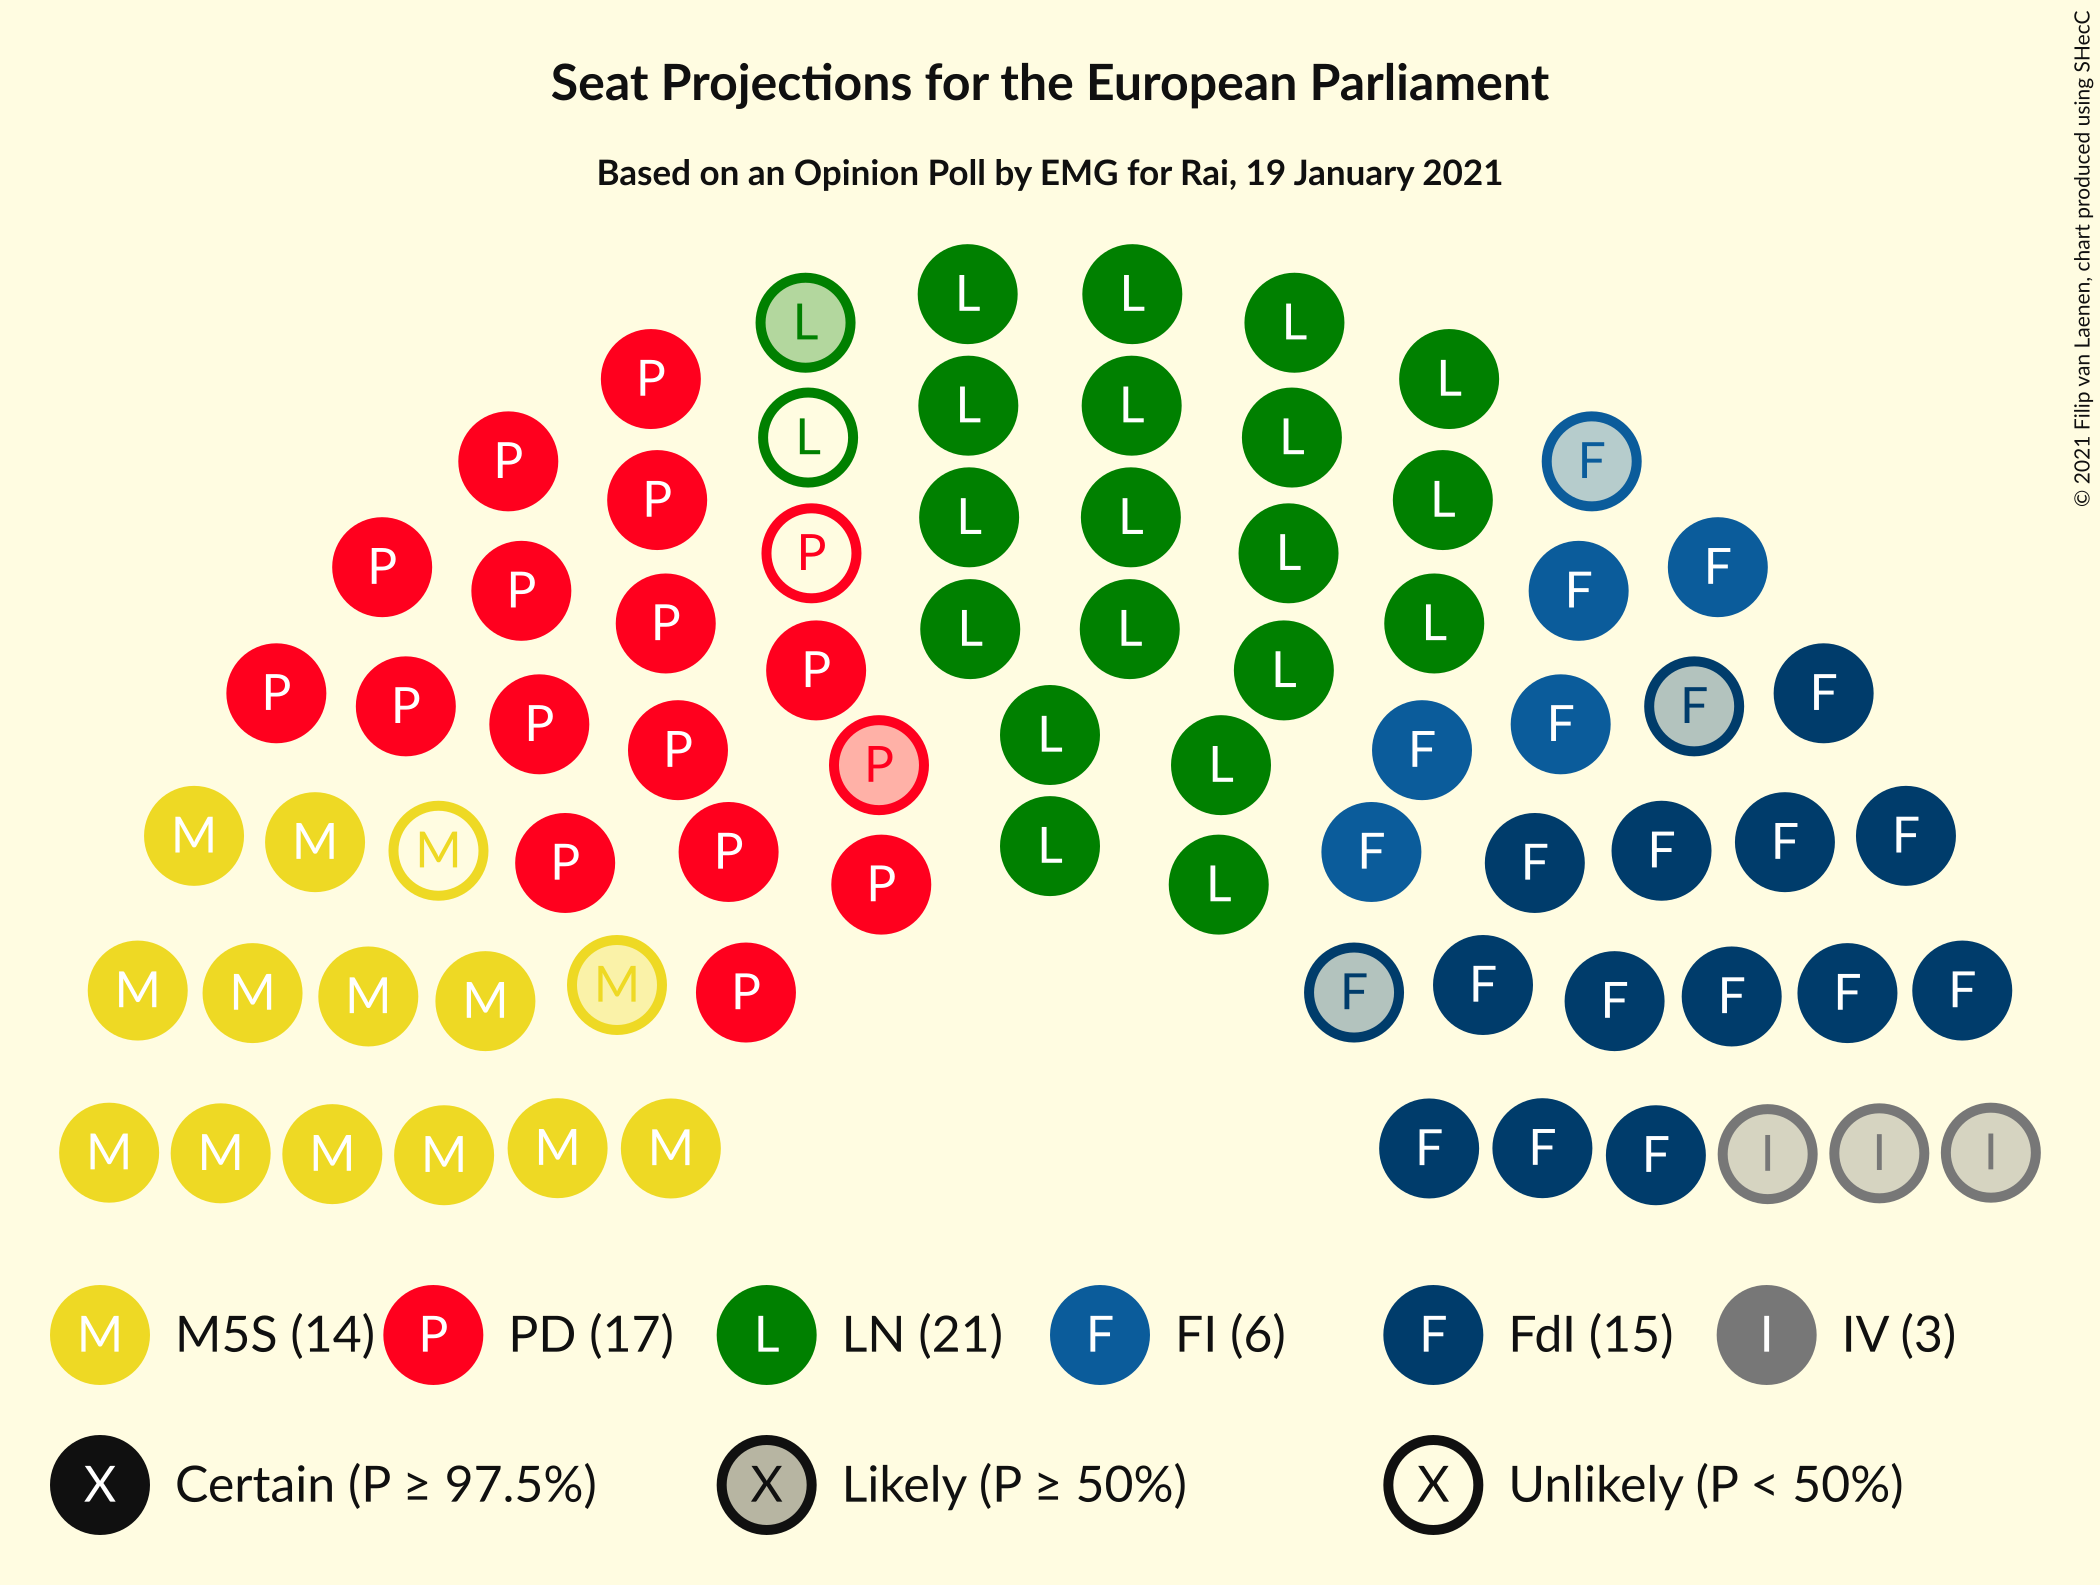 Seat Projections for the European Parliament
Based on an Opinion Poll by EMG for Rai, 19 January 2021
© 2021 Filip van Laenen, chart produced using SHecC
L L
L L
P L L L L
L L
P P L L F
L L
P P P L L L F F
P L L L
P P P P P L L L F F F F
M M M P P P L L F F F F F
P L
M M M M M P F F F F F F
M M M M M M F F F I I I
M M5S (14) P PD (17) L LN (21) F FI (6) F FdI (15) I IV (3)
X Certain (P ≥ 97.5%) X Likely (P ≥ 50%) X Unlikely (P < 50%)